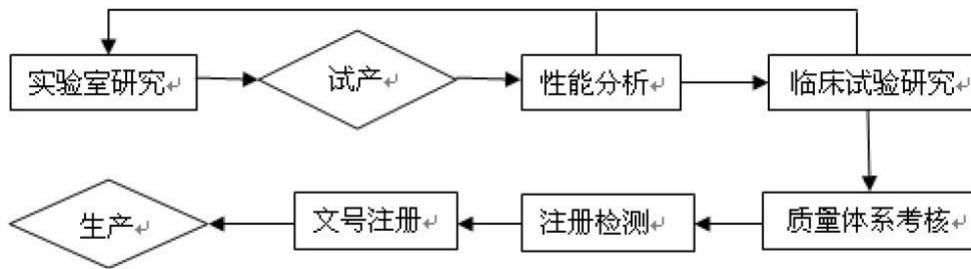 实验室研究
试产
性能分析
临床试验研究
生产
文号注册
注册检测
质量体系考核